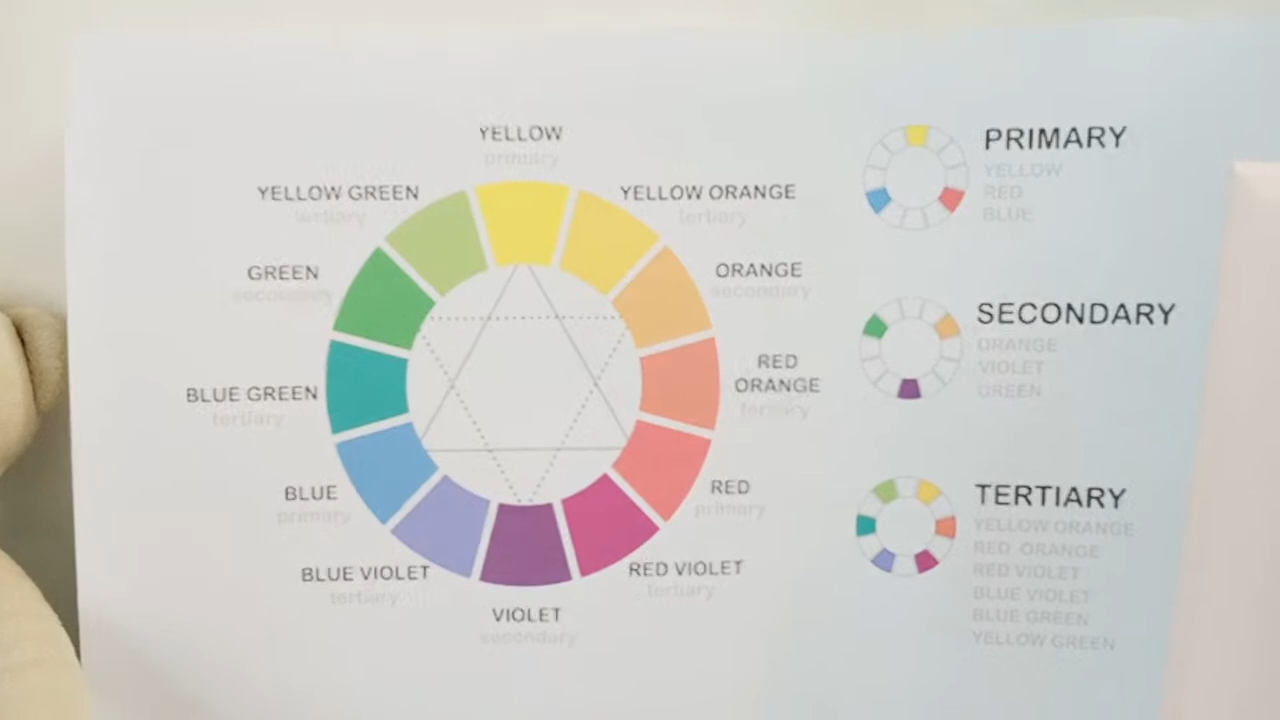 YELLOW
primary
YELLOW GREEN
tertiary
YELLOW ORANGE
tertiary
GREEN
secondary
ORANGE
secondary
BLUE GREEN
tertiary
RED
ORANGE
tertiary
BLUE
primary
RED
primary
BLUE VIOLET
tertiary
RED VIOLET
tertiary
VIOLET
secondary
PRIMARY
YELLOW
RED
BLUE
SECONDARY
ORANGE
VIOLET
GREEN
TERTIARY
YELLOW ORANGE
RED ORANGE
RED VIOLET
BLUE VIOLET
BLUE GREEN
YELLOW GREEN